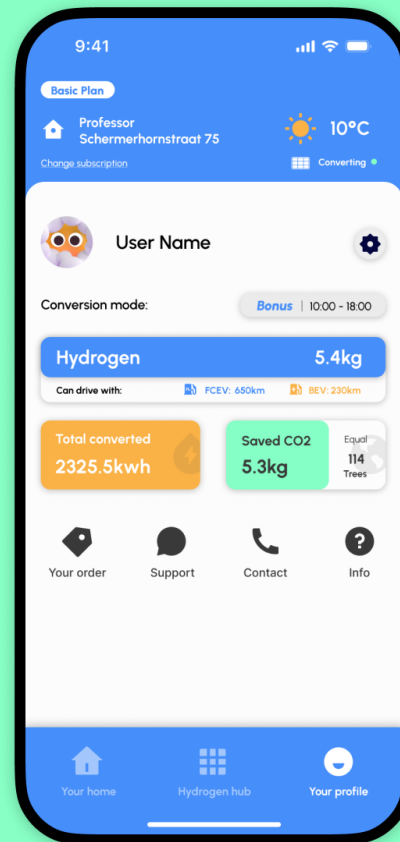 9:41
Basic Plan
Professor
Schermerhornstraat 75
10°C
Change subscription
Converting
User Name
Conversion mode:
Bonus | 10:00 - 18:00
Hydrogen 5.4kg
Can drive with: FCEV: 650km BEV: 230km
Total converted
2325.5kwh
Saved CO2
5.3kg
Equal
114
Trees
Your order Support Contact Info
Your home Hydrogen hub Your profile